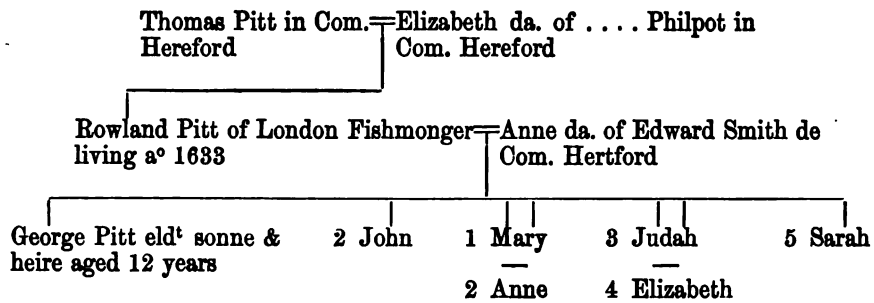 Thomas Pitt in Com.=Elizabeth da. of .... Philpot in
Hereford Com. Hereford
Rowland Pitt of London Fishmonger=Anne da. of Edward Smith de
living aº 1633 Com. Hertford
George Pitt eldᵗ sonne & 2 John 1 Mary 3 Judah 5 Sarah
heire aged 12 years
2 Anne 4 Elizabeth